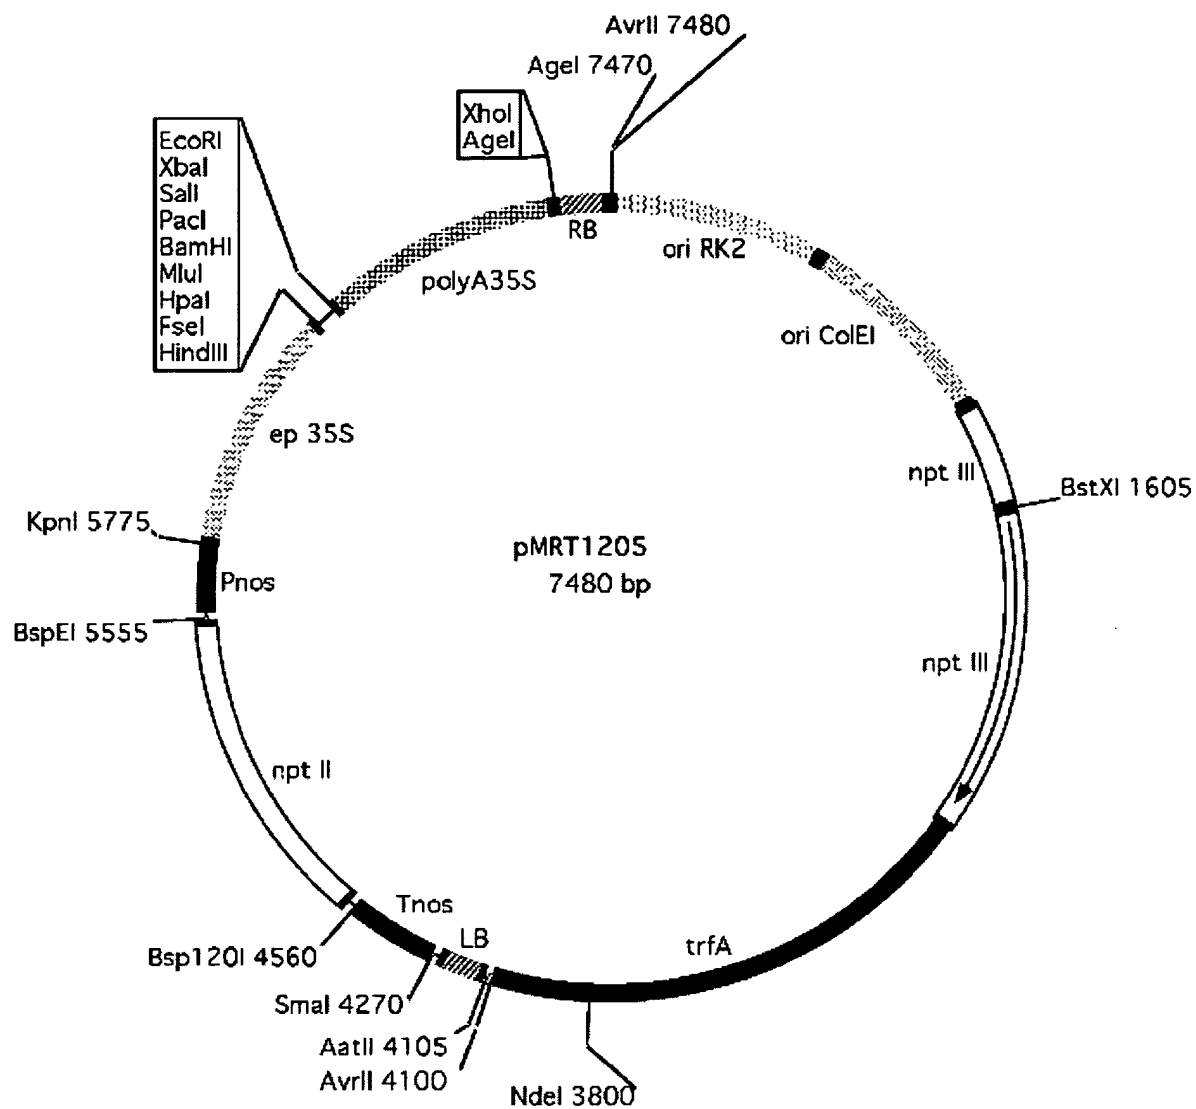 AvrII 7480
AgeI 7470
XhoI
AgeI
EcoRI
XbaI
SalI
PacI
BamHI
MluI
HpaI
FseI
HindIII
RB
ori RK2
polyA35S
ori ColEI
ep 35S
npt III
BstXI 1605
KpnI 5775
pMRT1205
7480 bp
Pnos
BspEI 5555
npt III
npt II
Tnos
LB
trfA
Bsp120I 4560
SmaI 4270
AatII 4105
AvrII 4100
NdeI 3800